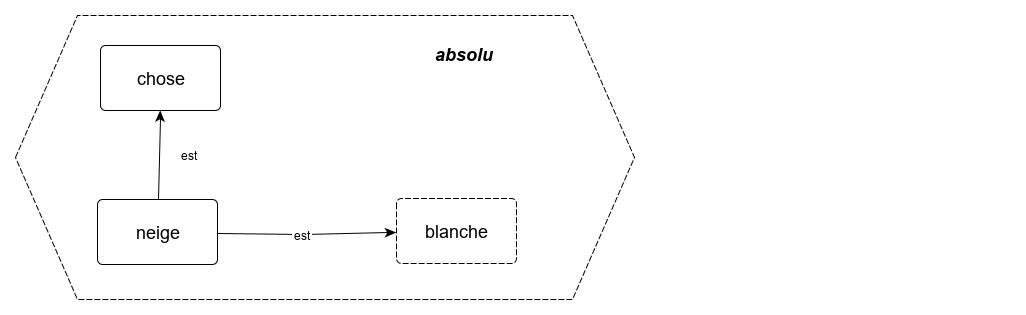 absolu
chose
est
neige
est
blanche